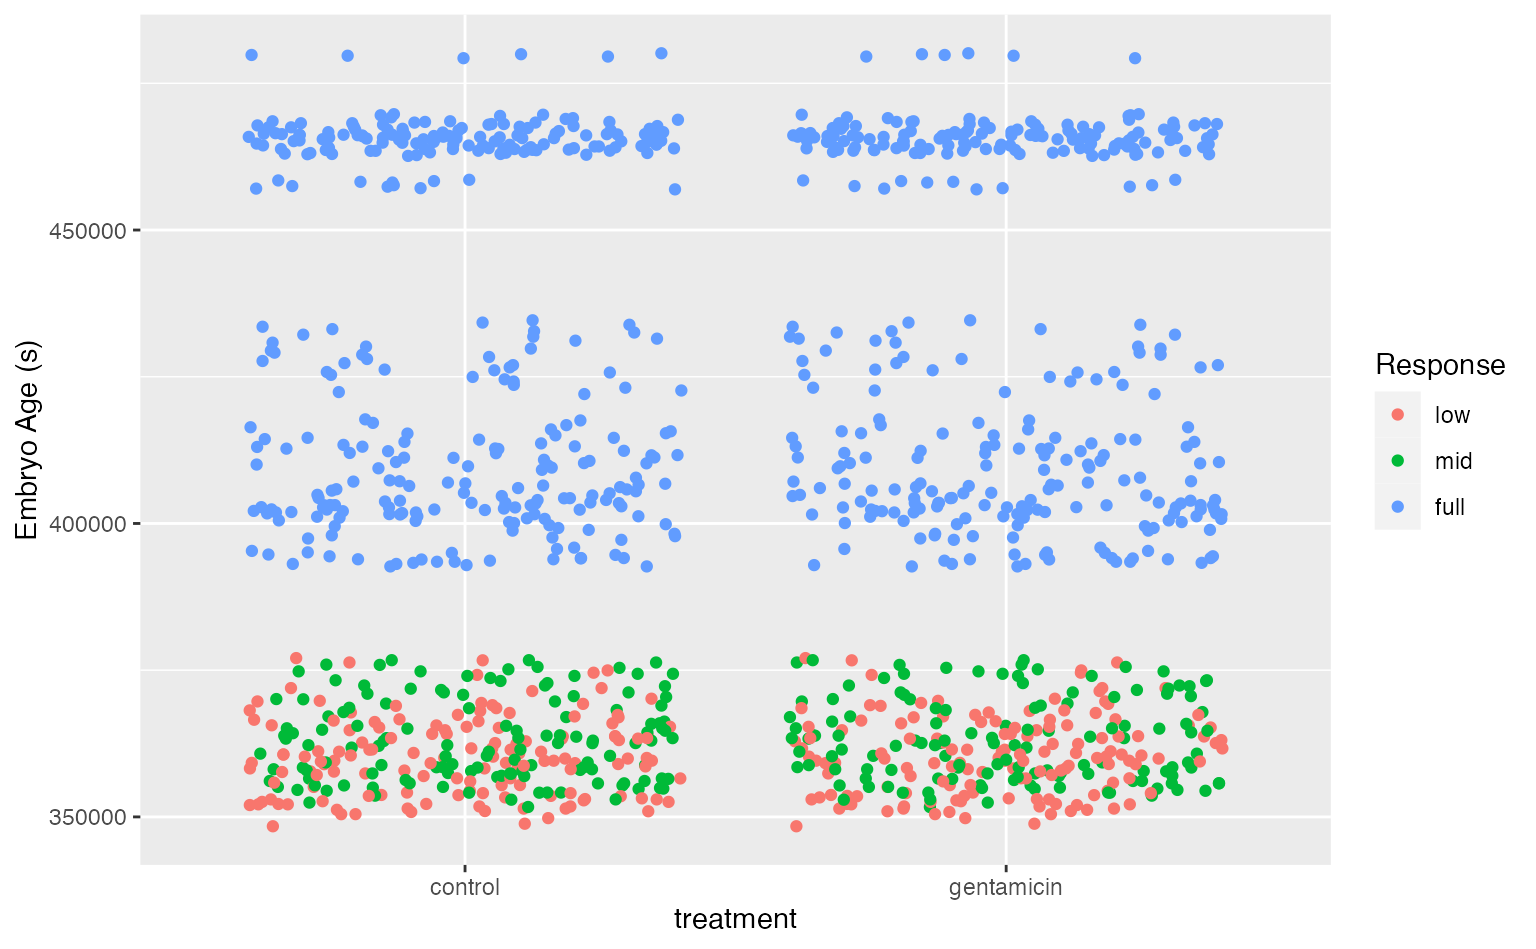 450000
400000
350000
Embryo Age (s)
control
gentamicin
treatment
Response
low
mid
full